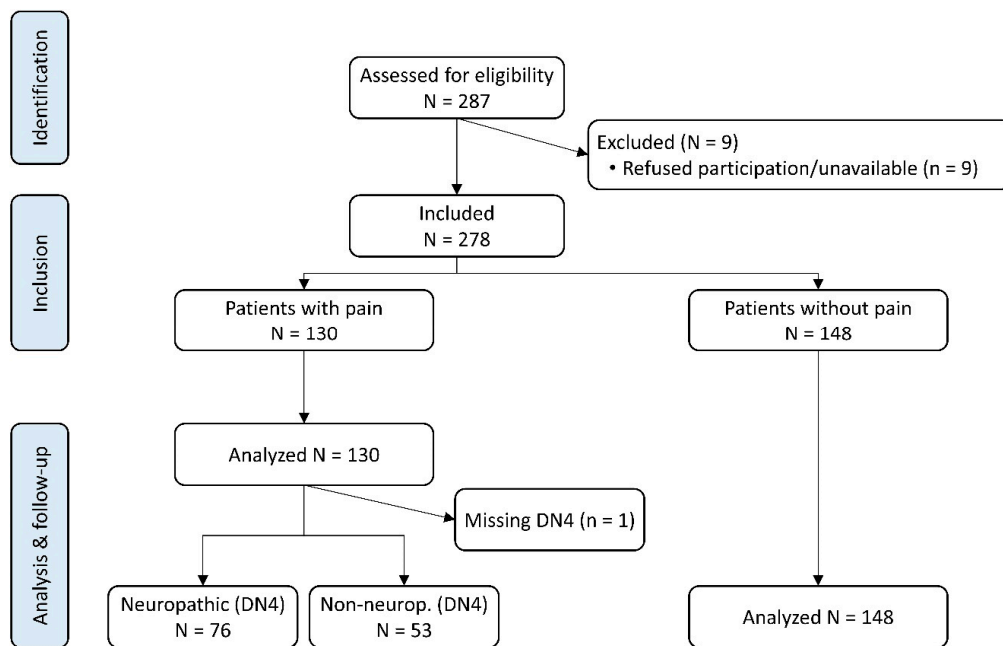 Identification
Assessed for eligibility
N = 287
Excluded (N = 9)
• Refused participation/unavailable (n = 9)
Inclusion
Included
N = 278
Patients with pain
N = 130
Patients without pain
N = 148
Analysis & follow-up
Analyzed N = 130
Missing DN4 (n = 1)
Neuropathic (DN4)
N = 76
Non-neurop. (DN4)
N = 53
Analyzed N = 148